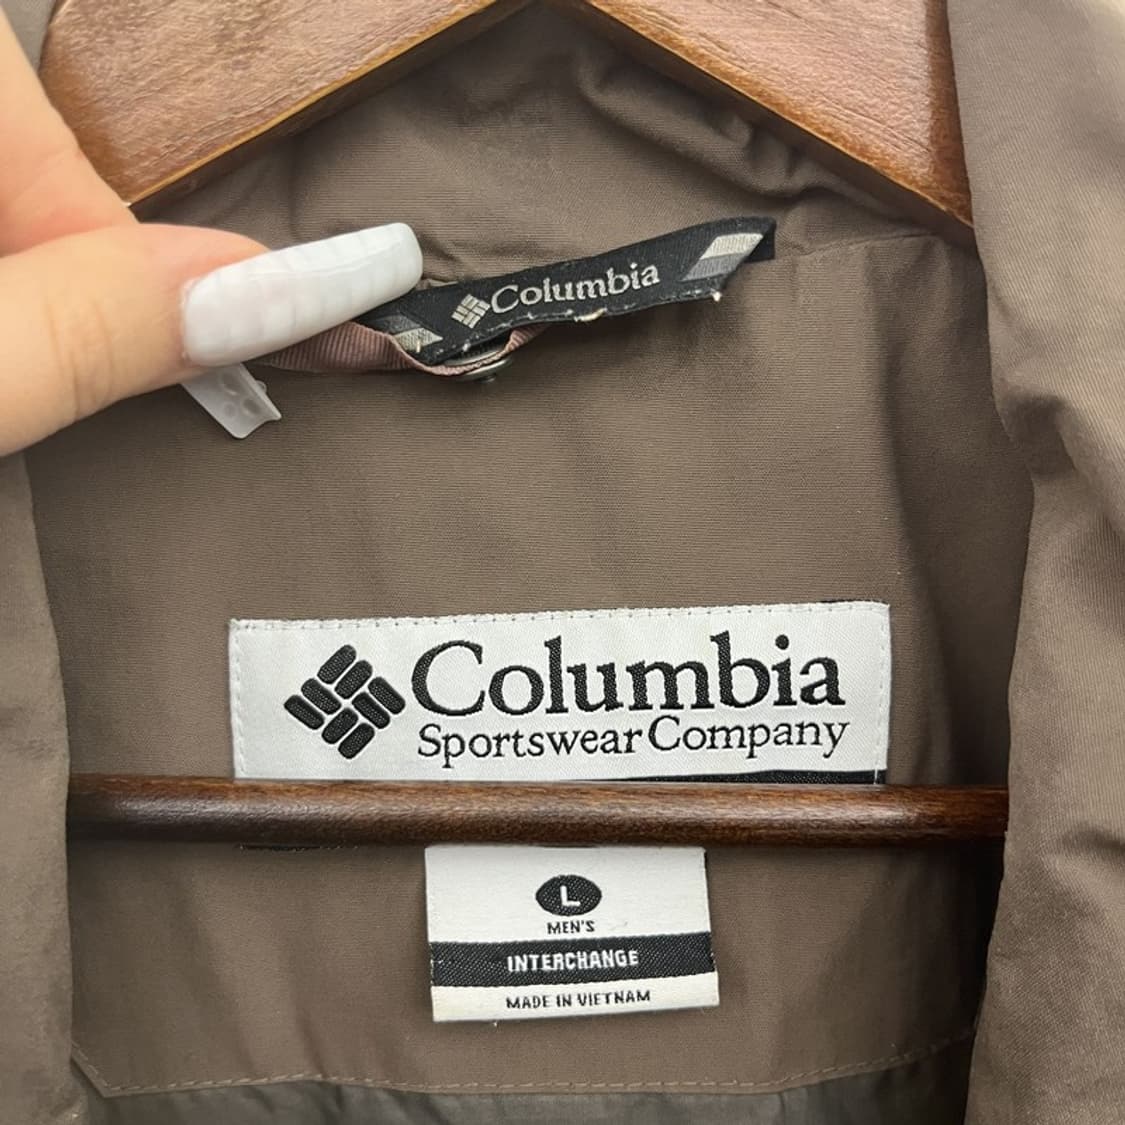 Columbia
Columbia
Sportswear Company
L
MEN'S
INTERCHANGE
MADE IN VIETNAM